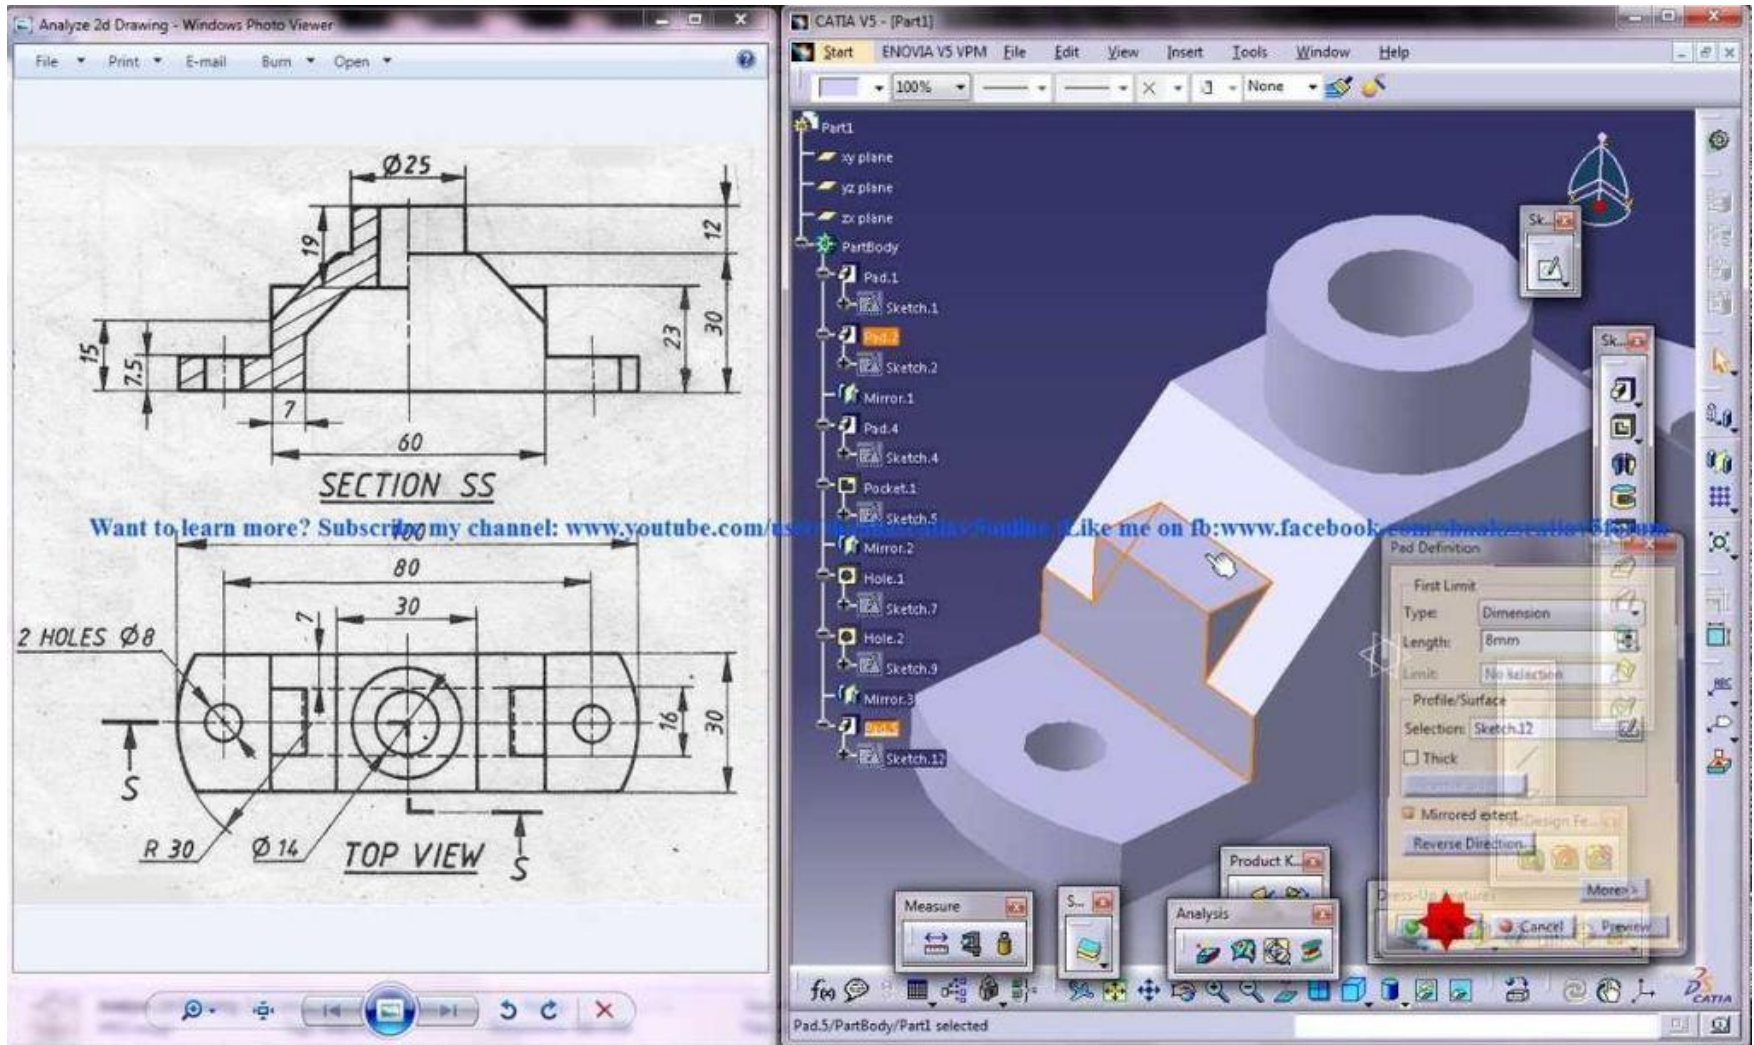 Analyze 2d Drawing - Windows Photo Viewer
File Print E-mail Burn Open
Ø25
19
12
15
7.5
23
30
7
60
SECTION SS
Want to learn more? Subscribe my channel: www.youtube.com/
Like me on fb:www.facebook.com/
100
80
30
7
2 HOLES Ø8
16
30
S
S
R 30
Ø14
TOP VIEW
CATIA V5 - [Part1]
Start ENOVIA V5 VPM File Edit View Insert Tools Window Help
100% None
Part1
xy plane
yz plane
zx plane
PartBody
Pad.1
Sketch.1
Pad.2
Sketch.2
Mirror.1
Pad.4
Sketch.4
Pocket.1
Sketch.5
Mirror.2
Hole.1
Sketch.7
Hole.2
Sketch.9
Mirror.3
Pad.5
Sketch.12
Sk...
Sk...
Pad Definition
First Limit
Type: Dimension
Length: 8mm
Limit: No selection
Profile/Surface
Selection: Sketch.12
Thick
Mirrored extent
Reverse Direction
More>>
Cancel Preview
Product K...
Measure
S...
Analysis
ABC
f(x)
CATIA
Pad.5/PartBody/Part1 selected